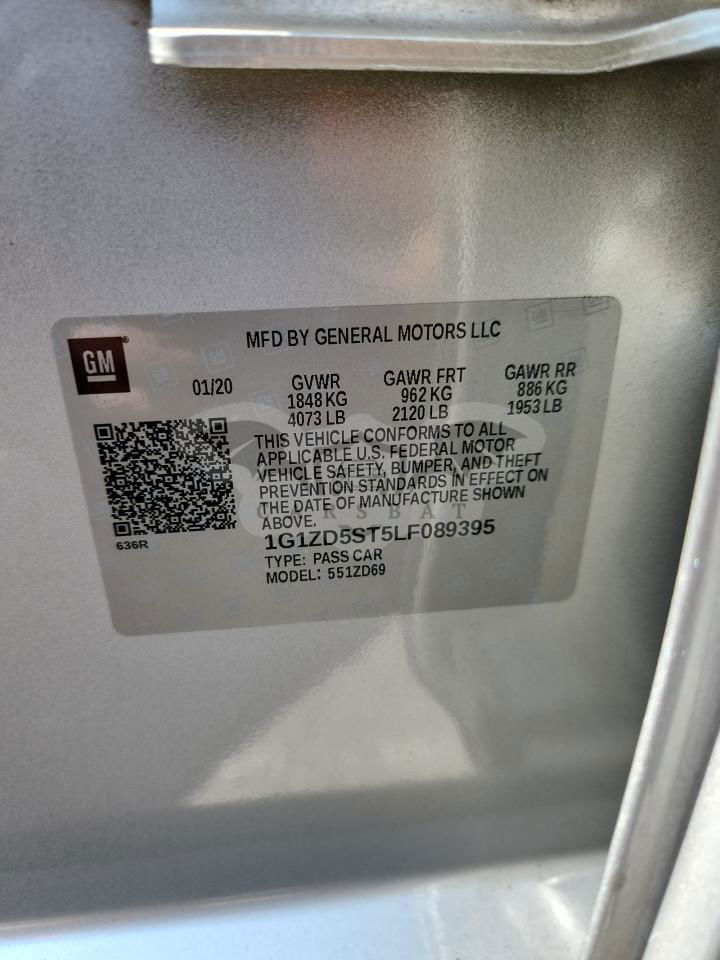 MFD BY GENERAL MOTORS LLC
GM
01/20
GVWR
1848 KG
4073 LB
GAWR FRT
962 KG
2120 LB
GAWR RR
886 KG
1953 LB
THIS VEHICLE CONFORMS TO ALL
APPLICABLE U.S. FEDERAL MOTOR
VEHICLE SAFETY, BUMPER, AND THEFT
PREVENTION STANDARDS IN EFFECT ON
THE DATE OF MANUFACTURE SHOWN
ABOVE.
CARSBAT
1G1ZD5ST5LF089395
636R
TYPE: PASS CAR
MODEL: 551ZD69